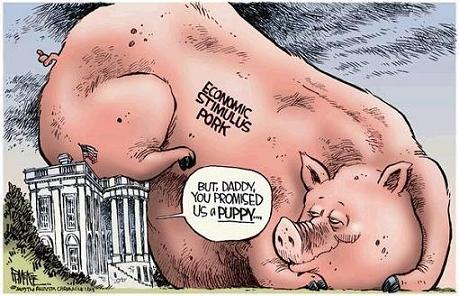 ECONOMIC
STIMULUS
PORK
BUT, DADDY,
YOU PROMISED
US A PUPPY...